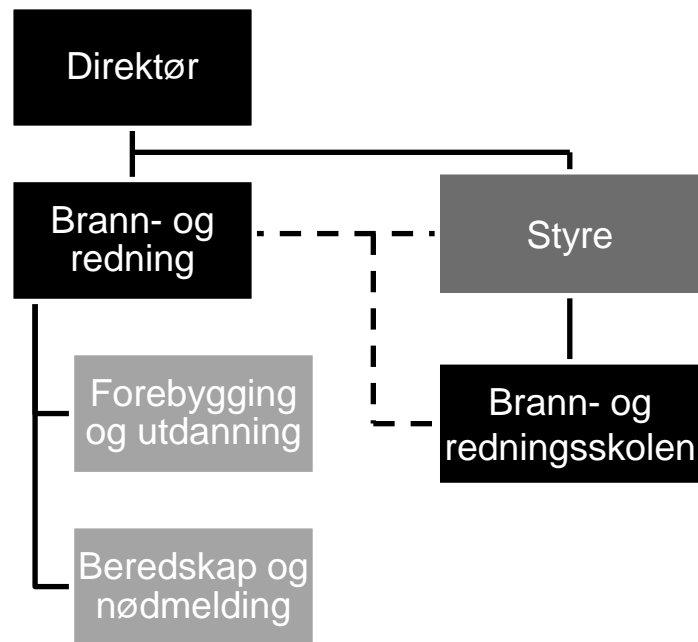 Direktør
Brann- og
redning
Styre
Forebygging
og utdanning
Brann- og
redningsskolen
Beredskap og
nødmelding